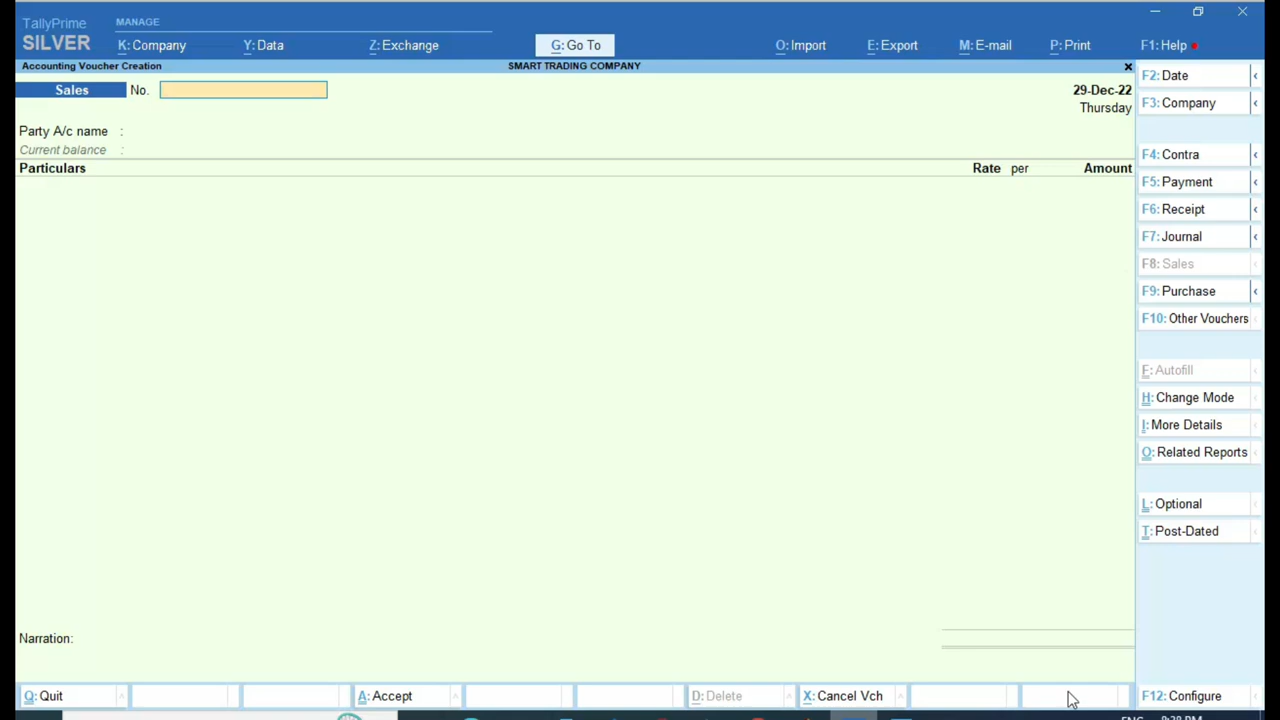 TallyPrime
SILVER
MANAGE
K: Company
Y: Data
Z: Exchange
G: Go To
O: Import
E: Export
M: E-mail
P: Print
F1: Help
Accounting Voucher Creation
SMART TRADING COMPANY
Sales No.
29-Dec-22
Thursday
Party A/c name :
Current balance :
Particulars
Rate per
Amount
F2: Date
F3: Company
F4: Contra
F5: Payment
F6: Receipt
F7: Journal
F8: Sales
F9: Purchase
F10: Other Vouchers
F: Autofill
H: Change Mode
I: More Details
O: Related Reports
L: Optional
T: Post-Dated
Narration:
Q: Quit
A: Accept
D: Delete
X: Cancel Vch
F12: Configure